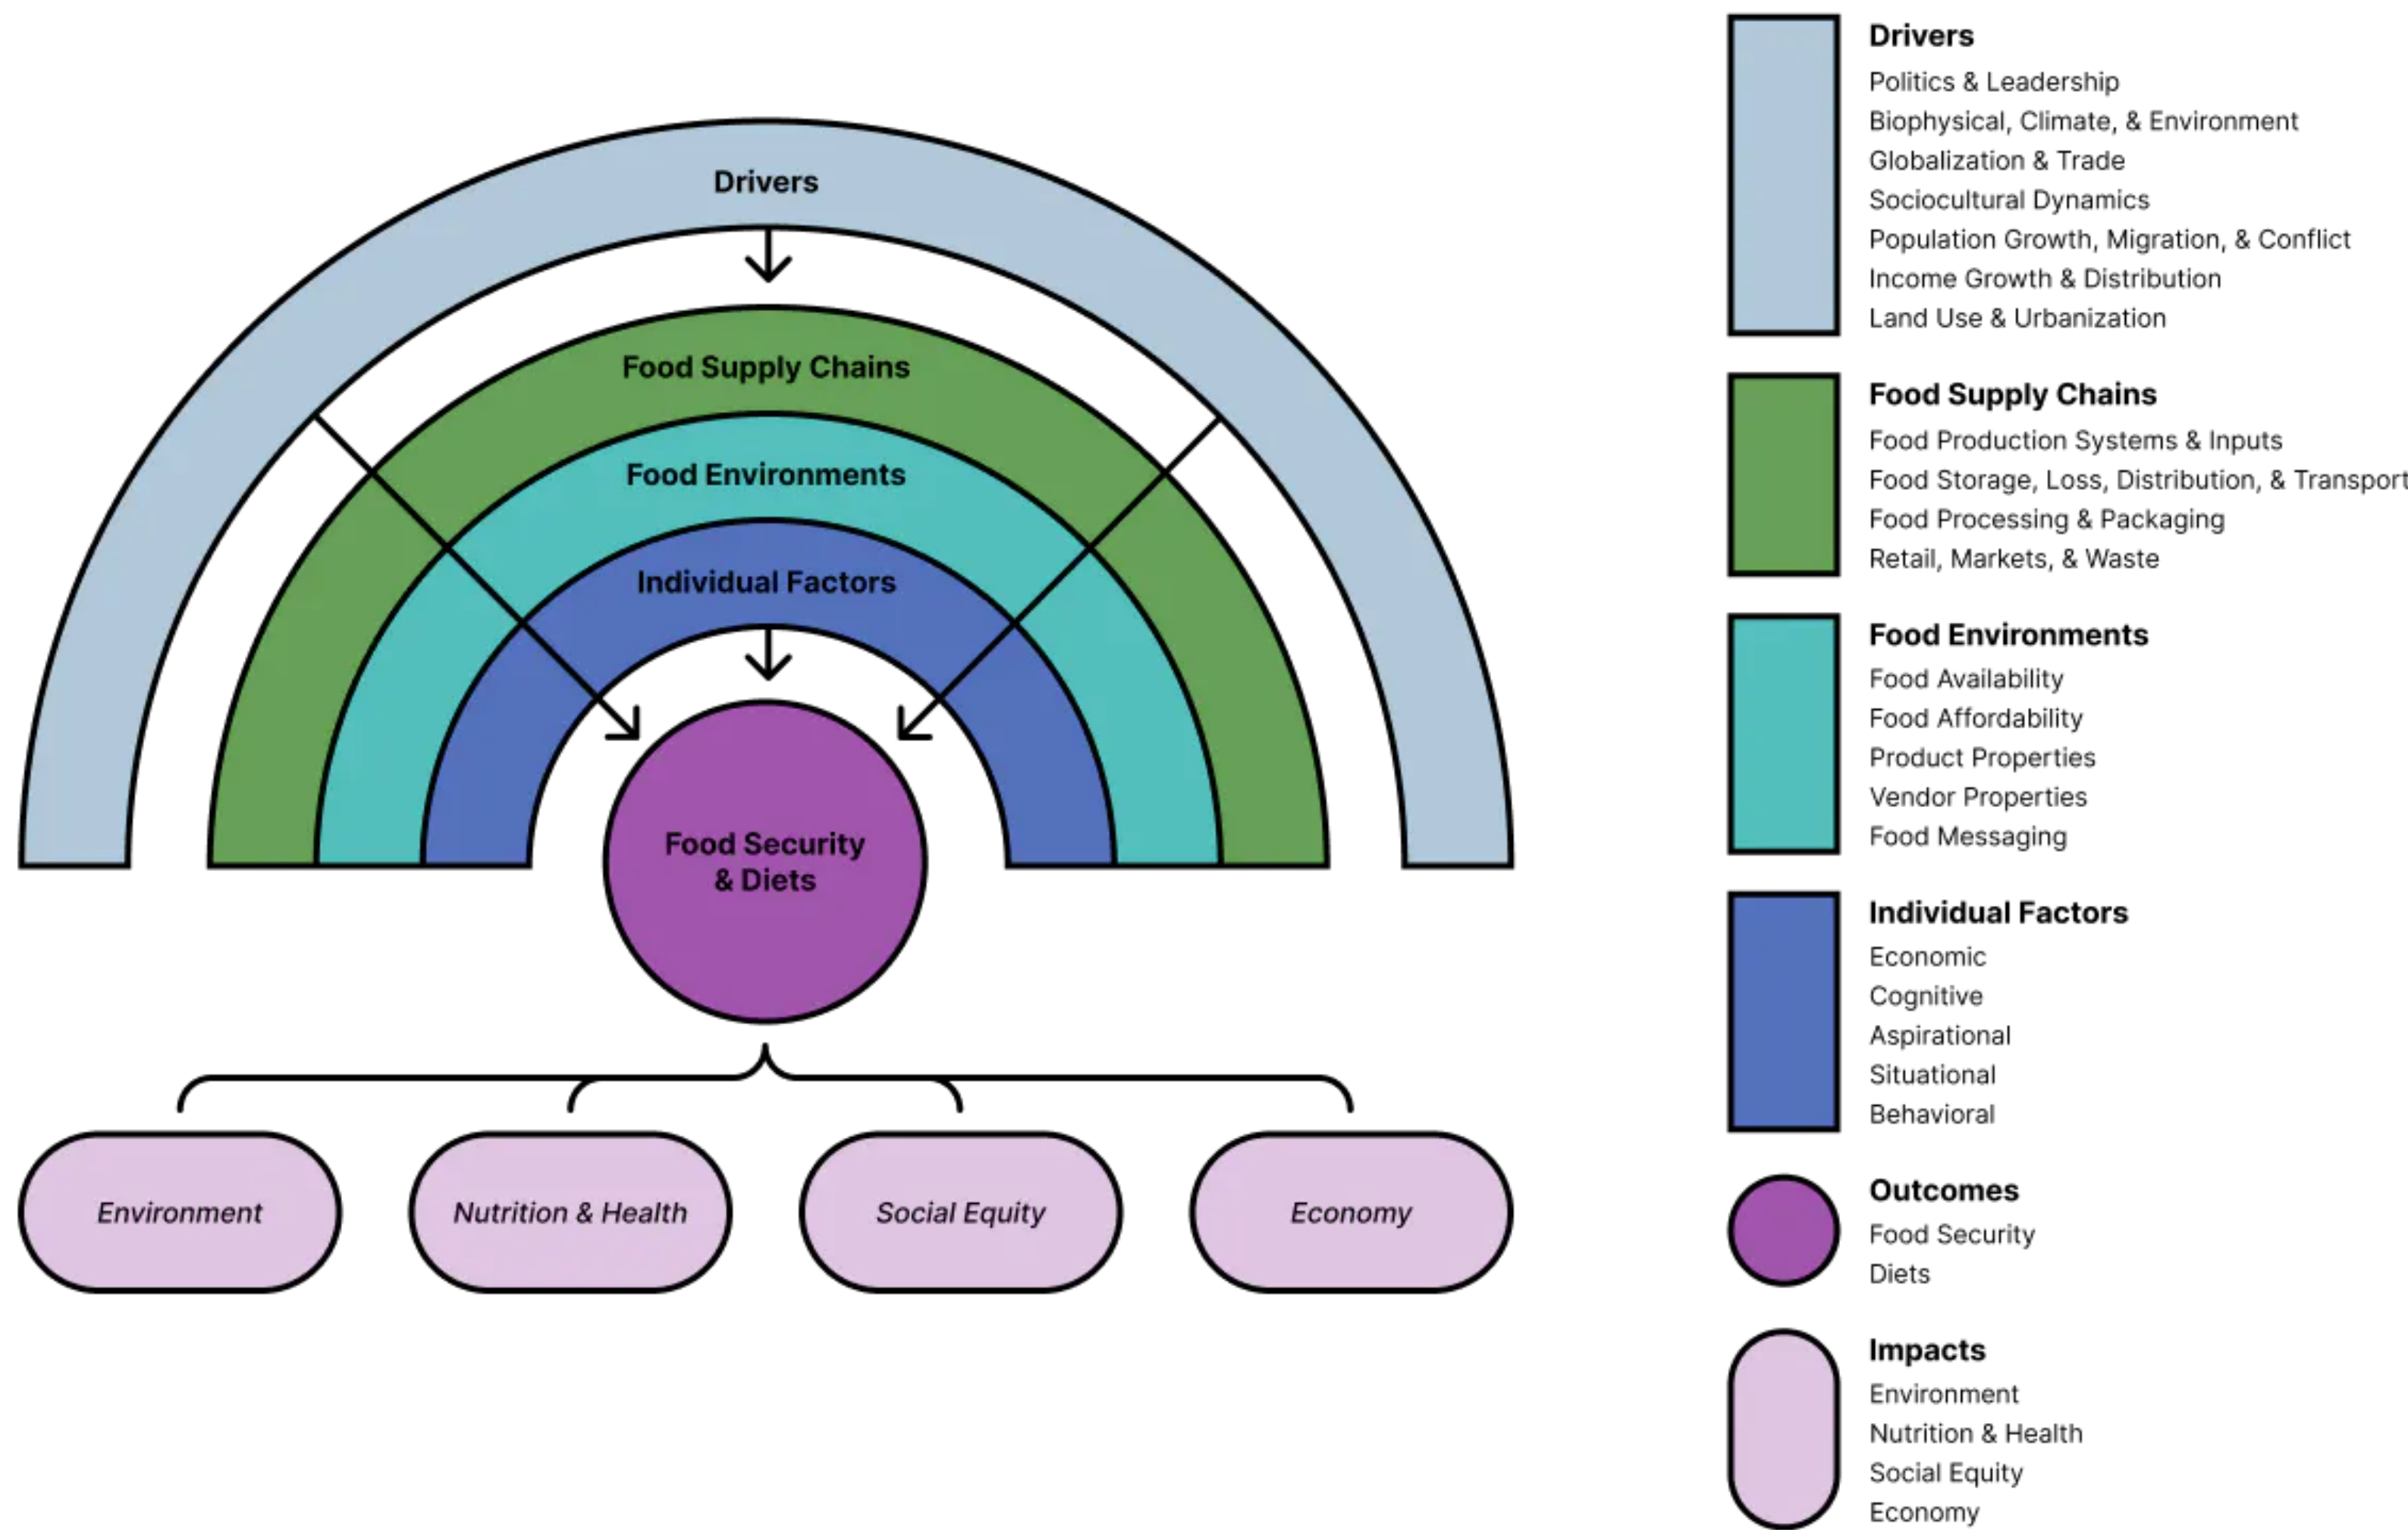 Drivers
Food Supply Chains
Food Environments
Individual Factors
Food Security
& Diets
Environment
Nutrition & Health
Social Equity
Economy
Drivers
Politics & Leadership
Biophysical, Climate, & Environment
Globalization & Trade
Sociocultural Dynamics
Population Growth, Migration, & Conflict
Income Growth & Distribution
Land Use & Urbanization
Food Supply Chains
Food Production Systems & Inputs
Food Storage, Loss, Distribution, & Transport
Food Processing & Packaging
Retail, Markets, & Waste
Food Environments
Food Availability
Food Affordability
Product Properties
Vendor Properties
Food Messaging
Individual Factors
Economic
Cognitive
Aspirational
Situational
Behavioral
Outcomes
Food Security
Diets
Impacts
Environment
Nutrition & Health
Social Equity
Economy